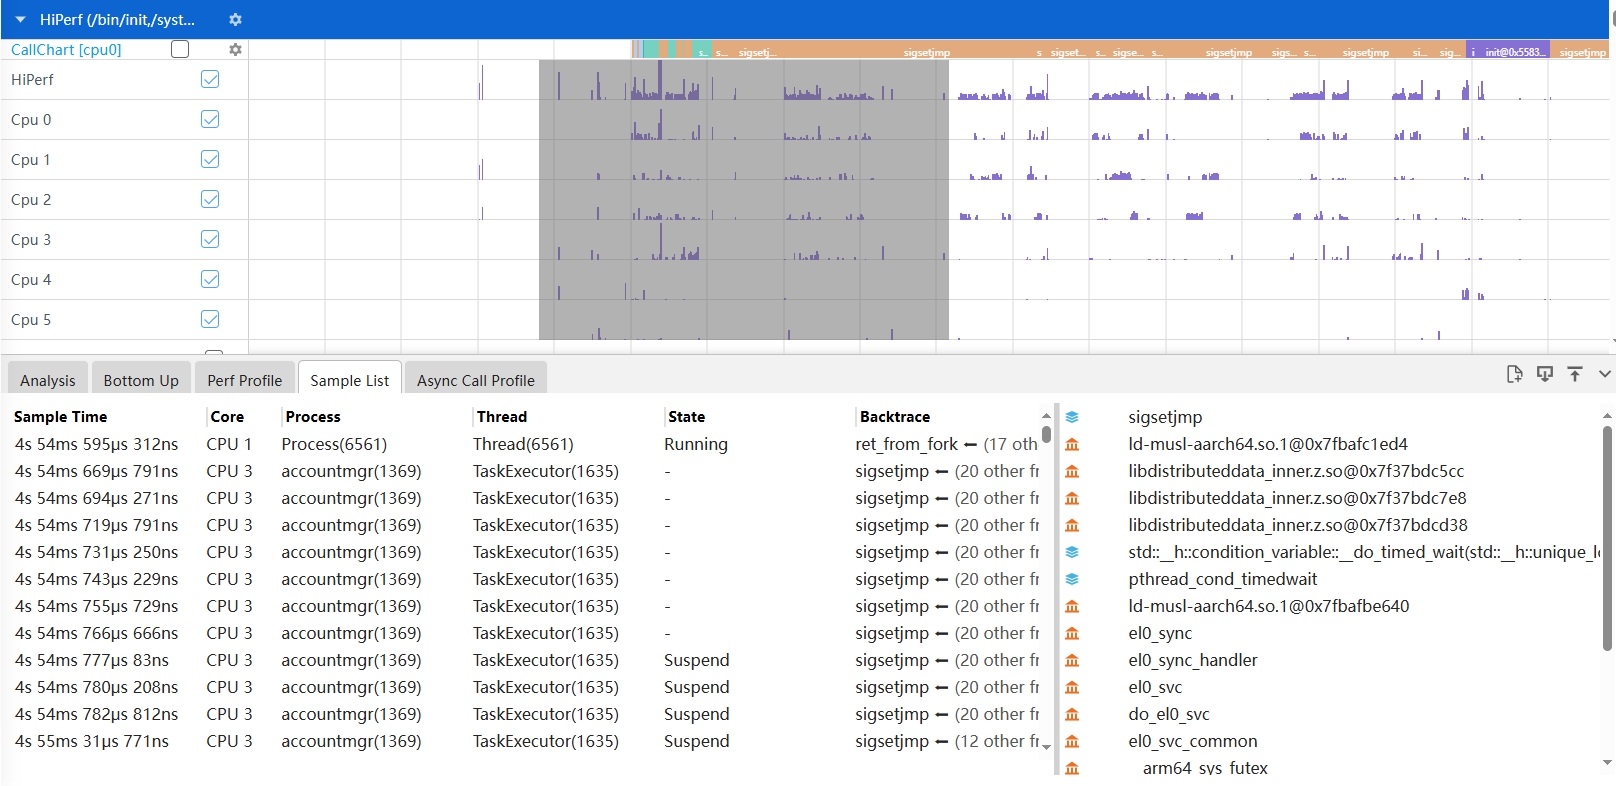 HiPerf (/bin/init,/syst...
CallChart [cpu0]
s... s... sigsetj... sigsetjmp s sigset... s... sigse... s... sigsetjmp s... s... sigsetjmp si... sig... i init@0x5583... sigsetjmp
HiPerf
Cpu 0
Cpu 1
Cpu 2
Cpu 3
Cpu 4
Cpu 5
Analysis Bottom Up Perf Profile Sample List Async Call Profile
Sample Time Core Process Thread State Backtrace
4s 54ms 595μs 312ns CPU 1 Process(6561) Thread(6561) Running ret_from_fork ⬅ (17 oth
4s 54ms 669μs 791ns CPU 3 accountmgr(1369) TaskExecutor(1635) - sigsetjmp ⬅ (20 other fr
4s 54ms 694μs 271ns CPU 3 accountmgr(1369) TaskExecutor(1635) - sigsetjmp ⬅ (20 other fr
4s 54ms 719μs 791ns CPU 3 accountmgr(1369) TaskExecutor(1635) - sigsetjmp ⬅ (20 other fr
4s 54ms 731μs 250ns CPU 3 accountmgr(1369) TaskExecutor(1635) - sigsetjmp ⬅ (20 other fr
4s 54ms 743μs 229ns CPU 3 accountmgr(1369) TaskExecutor(1635) - sigsetjmp ⬅ (20 other fr
4s 54ms 755μs 729ns CPU 3 accountmgr(1369) TaskExecutor(1635) - sigsetjmp ⬅ (20 other fr
4s 54ms 766μs 666ns CPU 3 accountmgr(1369) TaskExecutor(1635) - sigsetjmp ⬅ (20 other fr
4s 54ms 777μs 83ns CPU 3 accountmgr(1369) TaskExecutor(1635) Suspend sigsetjmp ⬅ (20 other fr
4s 54ms 780μs 208ns CPU 3 accountmgr(1369) TaskExecutor(1635) Suspend sigsetjmp ⬅ (20 other fr
4s 54ms 782μs 812ns CPU 3 accountmgr(1369) TaskExecutor(1635) Suspend sigsetjmp ⬅ (20 other fr
4s 55ms 31μs 771ns CPU 3 accountmgr(1369) TaskExecutor(1635) Suspend sigsetjmp ⬅ (12 other fr
sigsetjmp
ld-musl-aarch64.so.1@0x7fbafc1ed4
libdistributeddata_inner.z.so@0x7f37bdc5cc
libdistributeddata_inner.z.so@0x7f37bdc7e8
libdistributeddata_inner.z.so@0x7f37bdcd38
std::__h::condition_variable::__do_timed_wait(std::__h::unique_lo
pthread_cond_timedwait
ld-musl-aarch64.so.1@0x7fbafbe640
el0_sync
el0_sync_handler
el0_svc
do_el0_svc
el0_svc_common
__arm64_sys_futex